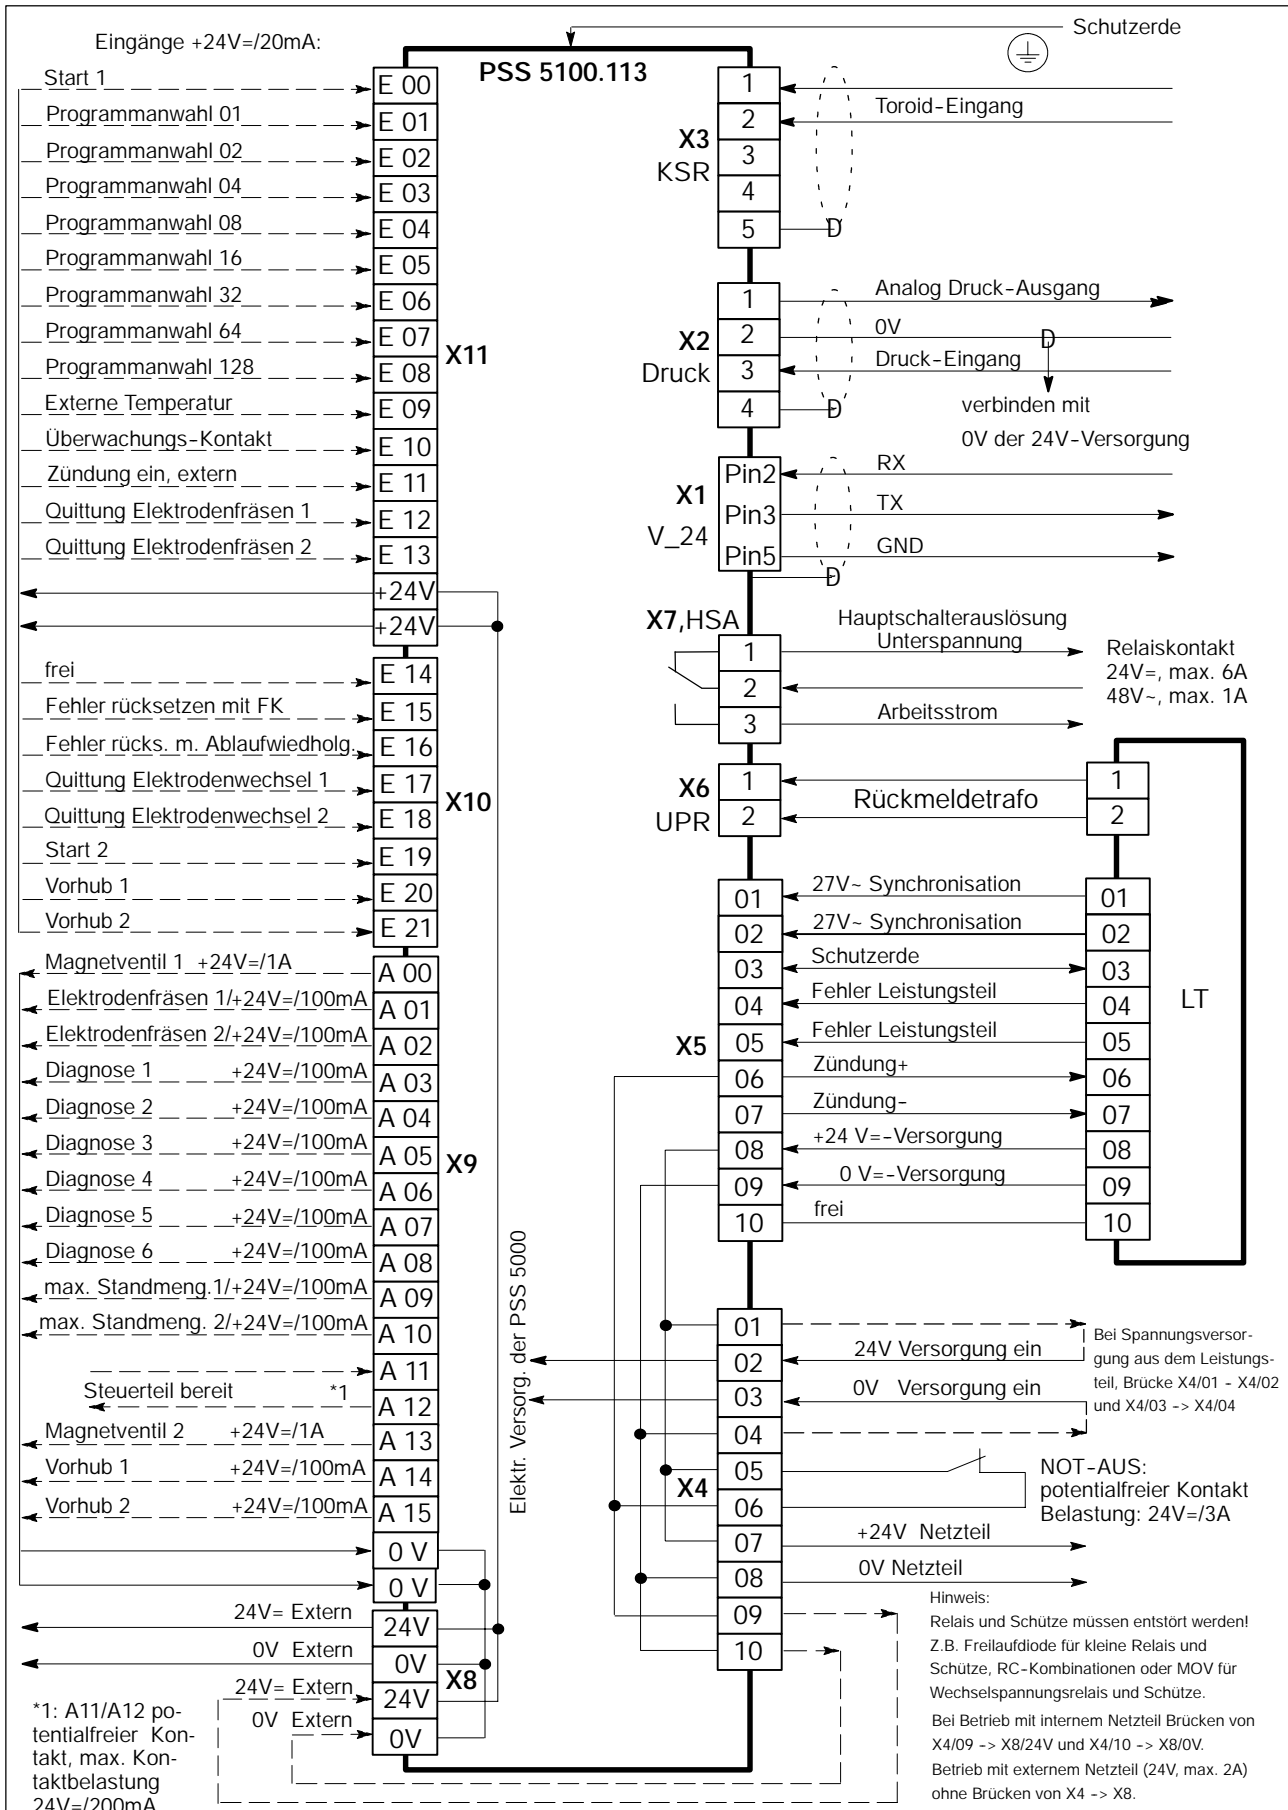 Eingänge +24V=/20mA:
Schutzerde
PSS 5100.113
Start 1
E 00
Programmanwahl 01
E 01
Programmanwahl 02
E 02
Programmanwahl 04
E 03
Programmanwahl 08
E 04
Programmanwahl 16
E 05
Programmanwahl 32
E 06
Programmanwahl 64
E 07
Programmanwahl 128
E 08
Externe Temperatur
E 09
Überwachungs-Kontakt
E 10
Zündung ein, extern
E 11
Quittung Elektrodenfräsen 1
E 12
Quittung Elektrodenfräsen 2
E 13
+24V
+24V
X11
frei
E 14
Fehler rücksetzen mit FK
E 15
Fehler rücks. m. Ablaufwiedholg.
E 16
Quittung Elektrodenwechsel 1
E 17
Quittung Elektrodenwechsel 2
E 18
Start 2
E 19
Vorhub 1
E 20
Vorhub 2
E 21
X10
Magnetventil 1 +24V=/1A
A 00
Elektrodenfräsen 1/+24V=/100mA
A 01
Elektrodenfräsen 2/+24V=/100mA
A 02
Diagnose 1 +24V=/100mA
A 03
Diagnose 2 +24V=/100mA
A 04
Diagnose 3 +24V=/100mA
A 05
Diagnose 4 +24V=/100mA
A 06
Diagnose 5 +24V=/100mA
A 07
Diagnose 6 +24V=/100mA
A 08
max. Standmeng.1/+24V=/100mA
A 09
max. Standmeng. 2/+24V=/100mA
A 10
A 11
Steuerteil bereit *1
A 12
Magnetventil 2 +24V=/1A
A 13
Vorhub 1 +24V=/100mA
A 14
Vorhub 2 +24V=/100mA
A 15
0 V
0 V
X9
24V= Extern
24V
0V Extern
0V
24V= Extern
24V
0V Extern
0V
X8
*1: A11/A12 po-
tentialfreier Kon-
takt, max. Kon-
taktbelastung
24V=/200mA
Elektr. Versorg. der PSS 5000
X3
KSR
1
2
3
4
5
Toroid-Eingang
D
X2
Druck
1
2
3
4
Analog Druck-Ausgang
0V
D
Druck-Eingang
D
verbinden mit
0V der 24V-Versorgung
X1
V_24
Pin2
Pin3
Pin5
RX
TX
GND
D
X7,HSA
1
2
3
Hauptschalterauslösung
Unterspannung
Arbeitsstrom
Relaiskontakt
24V=, max. 6A
48V~, max. 1A
X6
UPR
1
2
Rückmeldetrafo
1
2
LT
X5
01 27V~ Synchronisation 01
02 27V~ Synchronisation 02
03 Schutzerde 03
04 Fehler Leistungsteil 04
05 Fehler Leistungsteil 05
06 Zündung+ 06
07 Zündung- 07
08 +24 V=-Versorgung 08
09 0 V=-Versorgung 09
10 frei 10
X4
01
02 24V Versorgung ein
03 0V Versorgung ein
04
05
06
07 +24V Netzteil
08 0V Netzteil
09
10
Bei Spannungsversor-
gung aus dem Leistungs-
teil, Brücke X4/01 - X4/02
und X4/03 -> X4/04
NOT-AUS:
potentialfreier Kontakt
Belastung: 24V=/3A
Hinweis:
Relais und Schütze müssen entstört werden!
Z.B. Freilaufdiode für kleine Relais und
Schütze, RC-Kombinationen oder MOV für
Wechselspannungsrelais und Schütze.
Bei Betrieb mit internem Netzteil Brücken von
X4/09 -> X8/24V und X4/10 -> X8/0V.
Betrieb mit externem Netzteil (24V, max. 2A)
ohne Brücken von X4 -> X8.